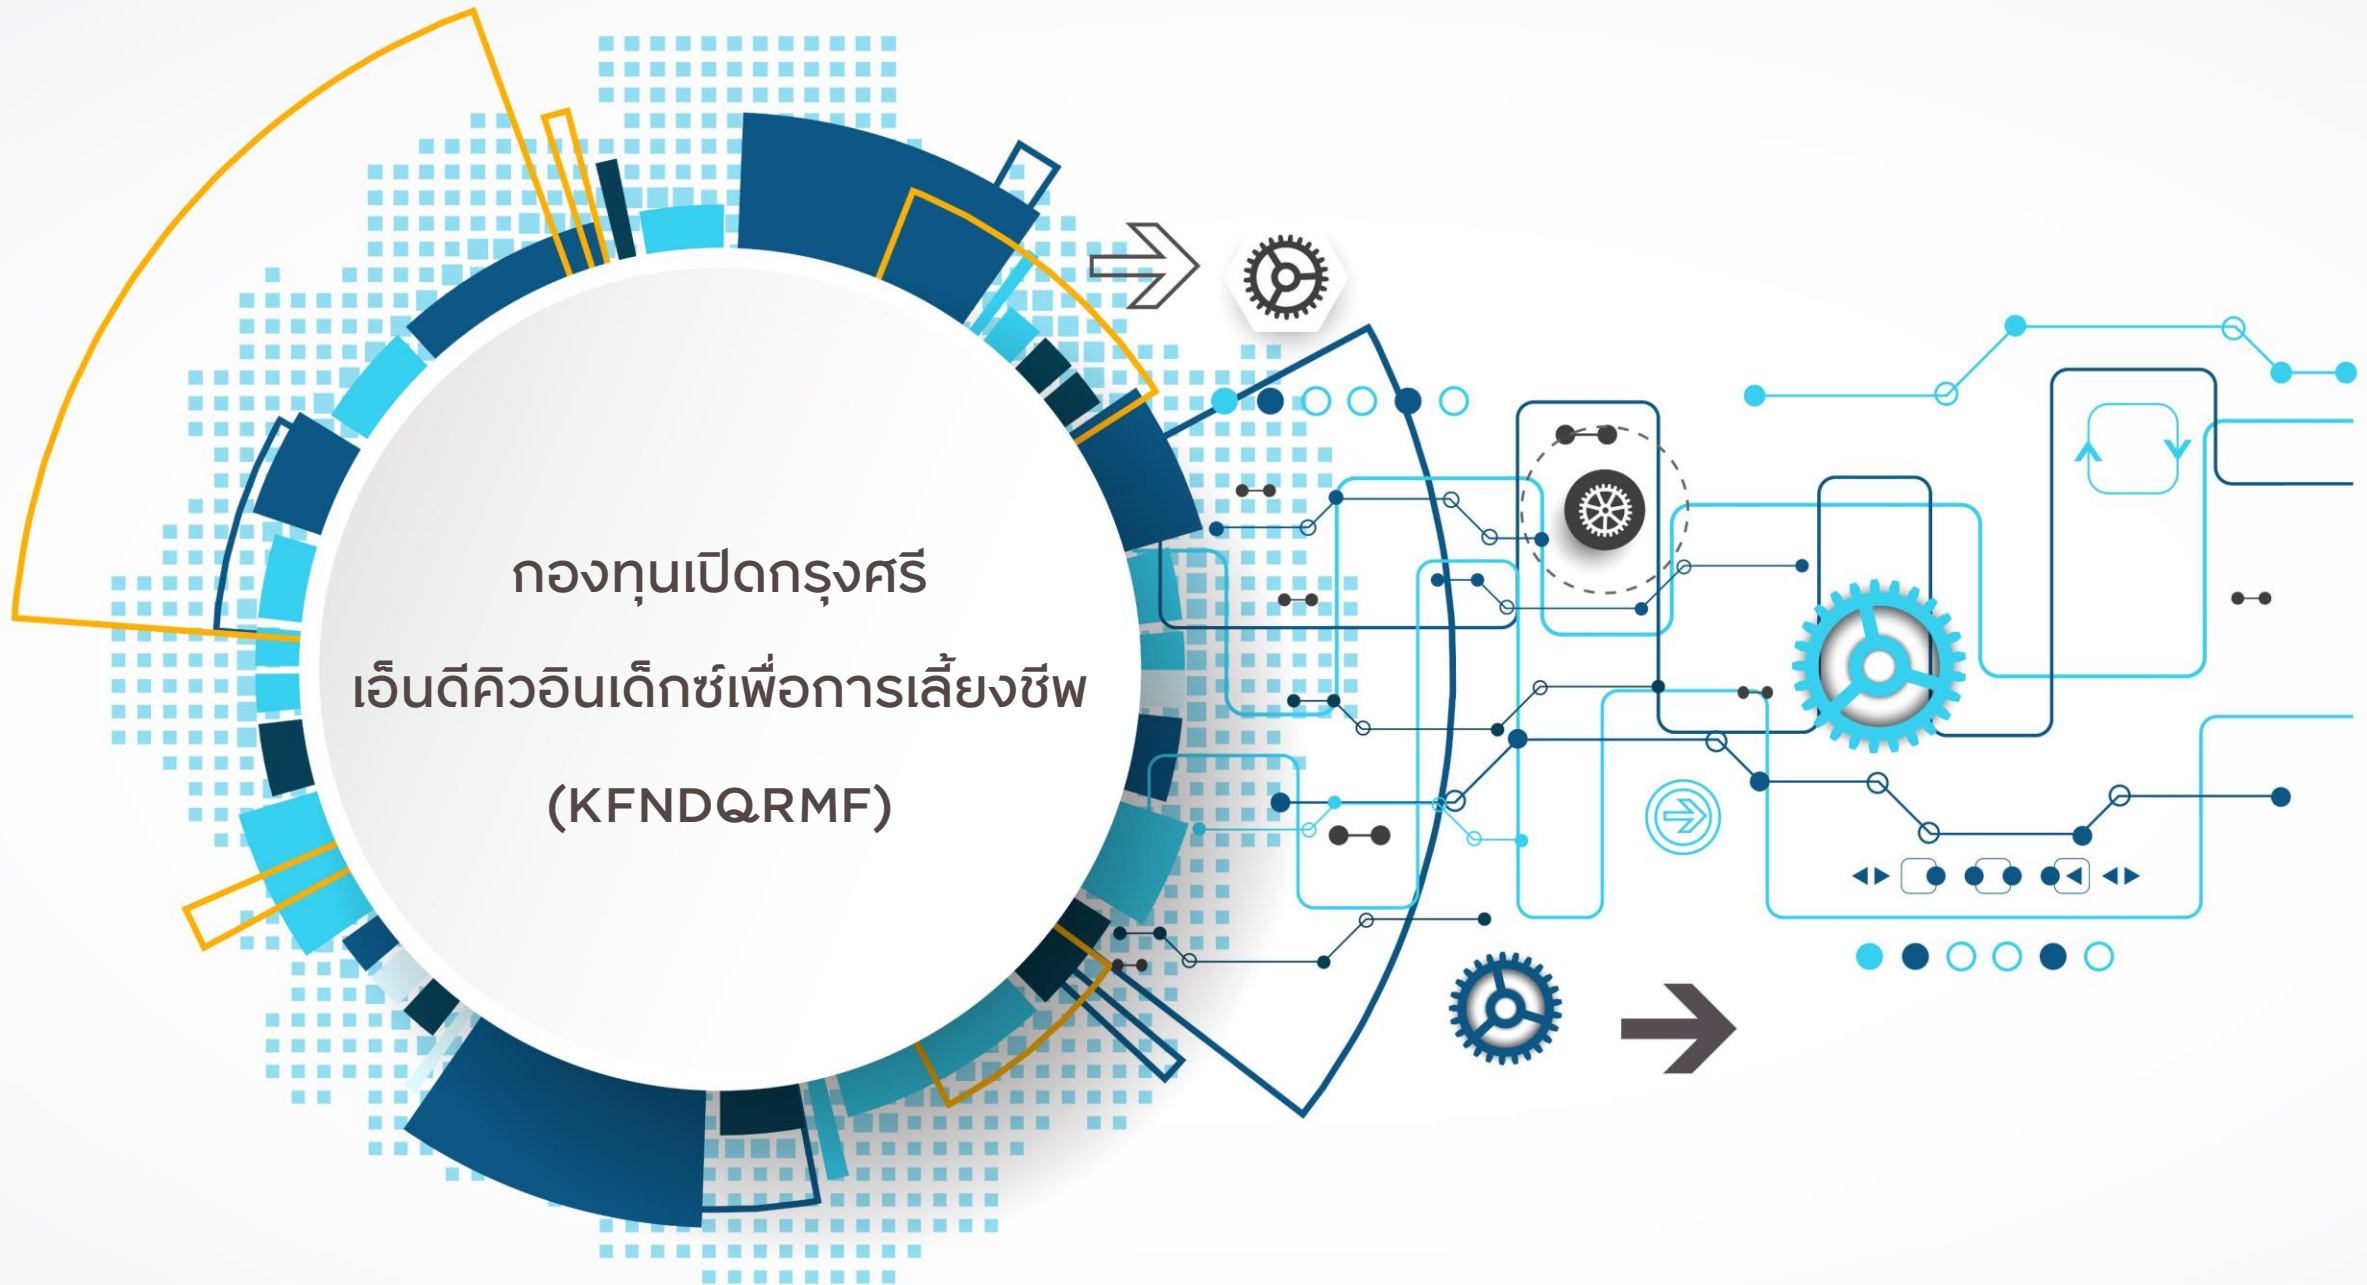 กองทุนเปิดกรุงศรี
เอ็นดีคิวอินเด็กซ์เพื่อการเลี้ยงชีพ
(KFNDQRMF)